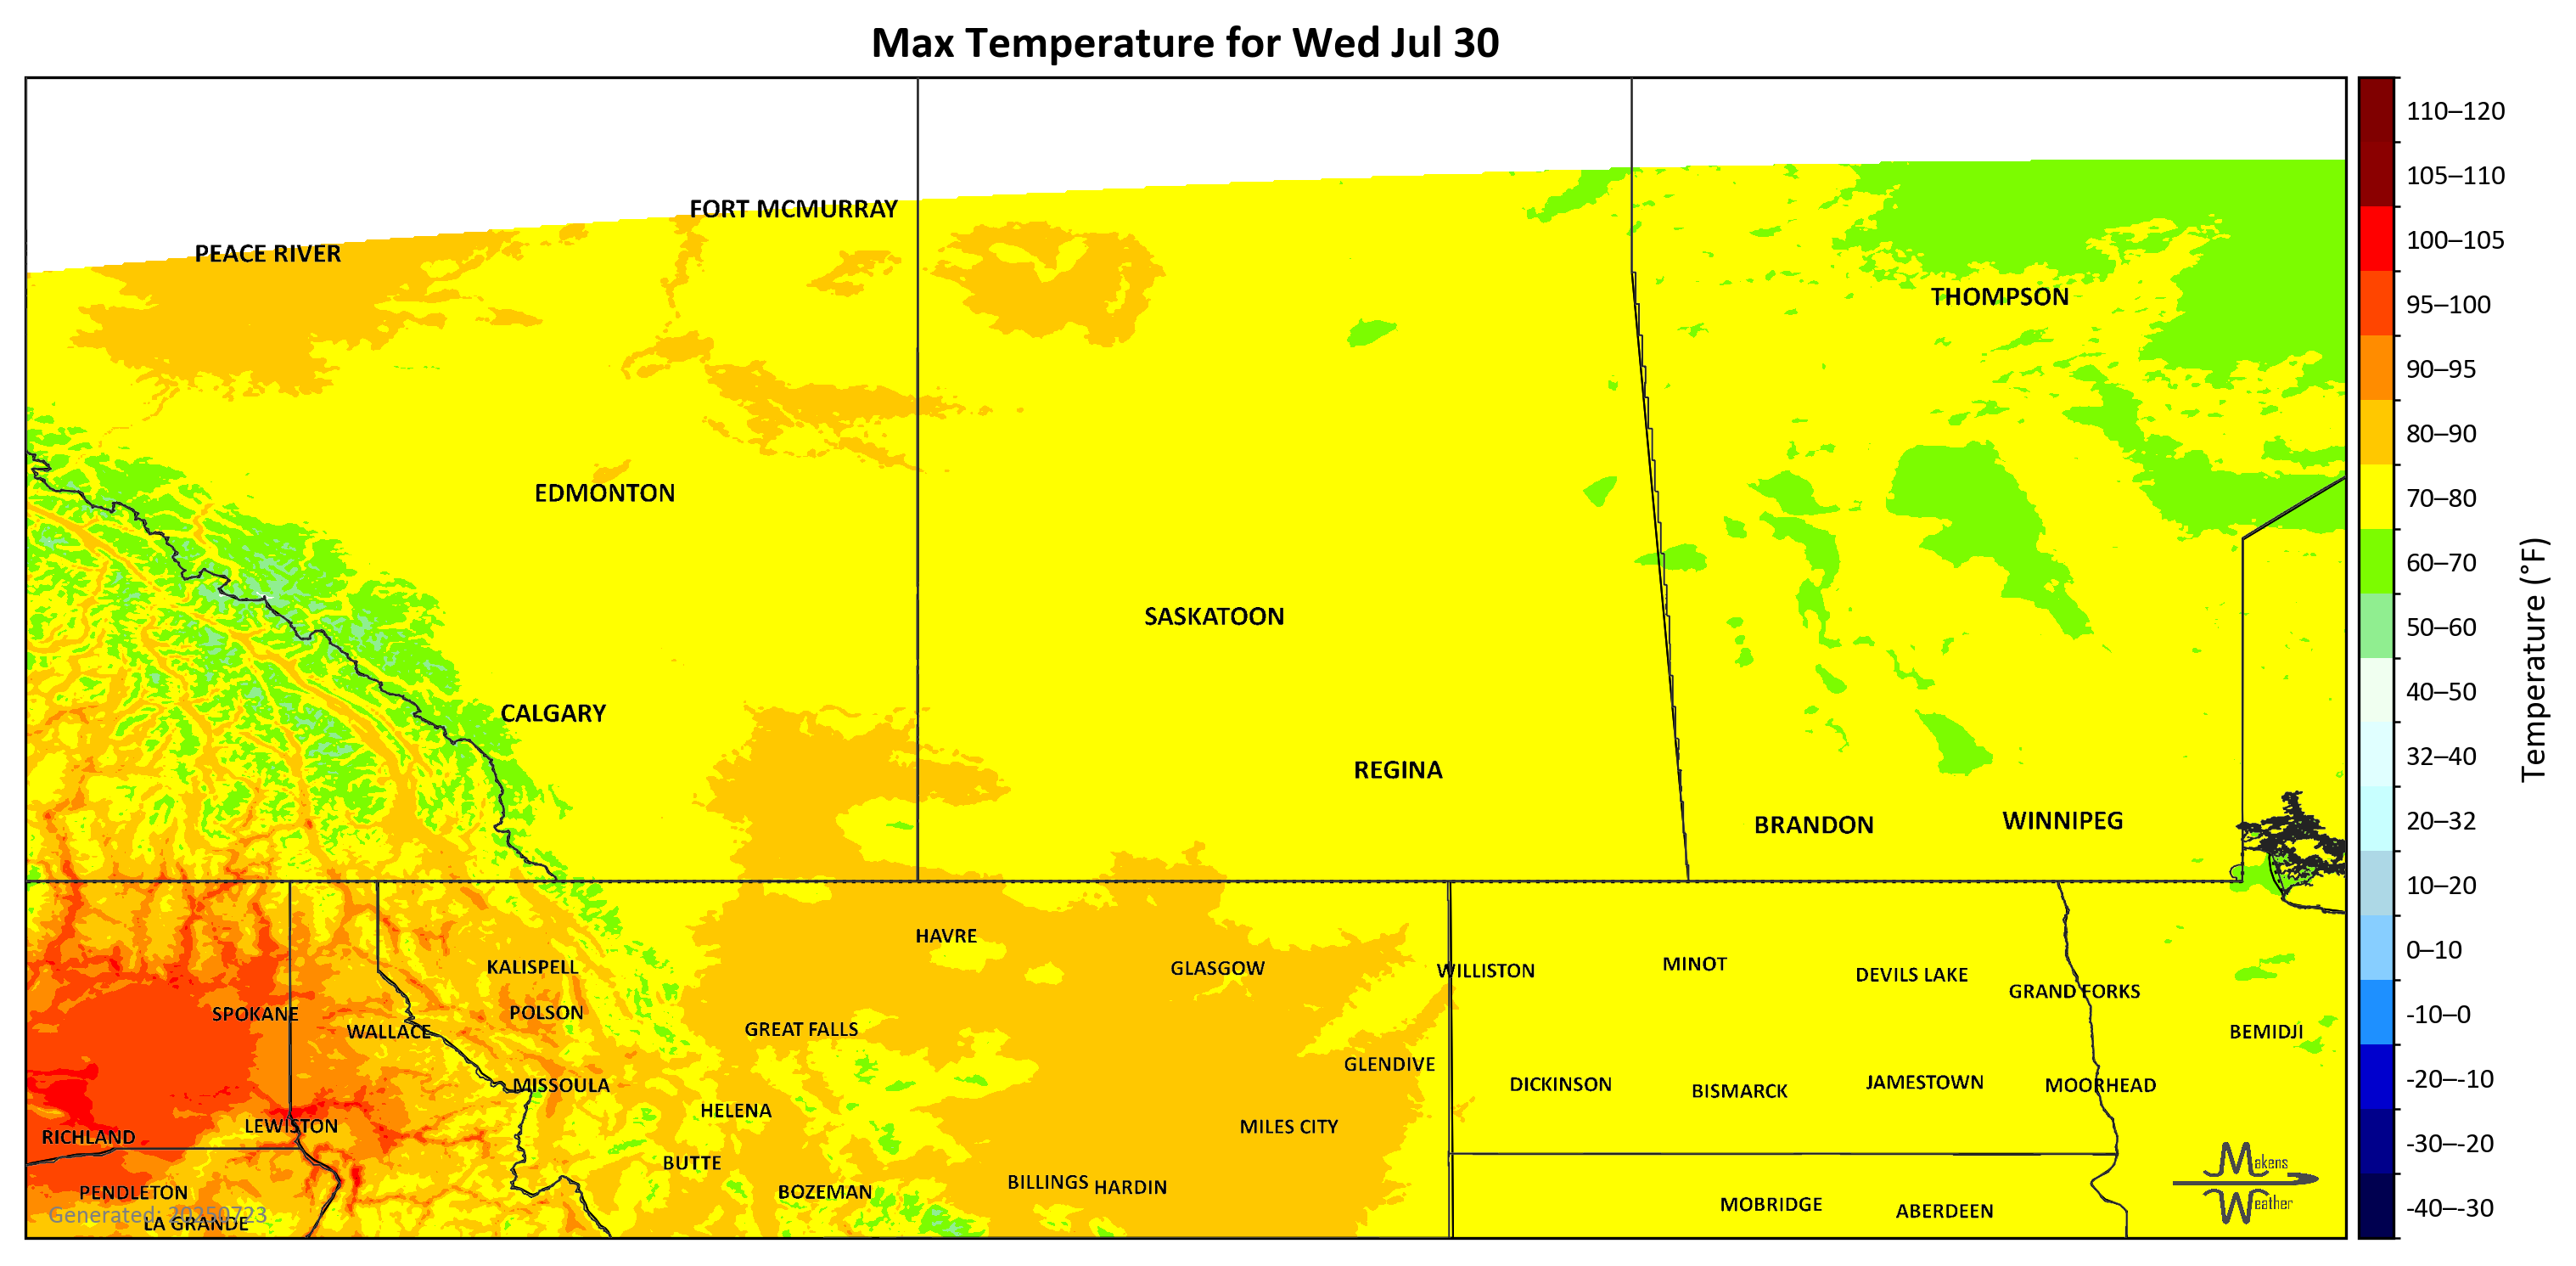 Max Temperature for Wed Jul 30
110–120
105–110
100–105
95–100
90–95
80–90
70–80
60–70
50–60
40–50
32–40
20–32
10–20
0–10
-10–0
-20–-10
-30–-20
-40–-30
Temperature (°F)
FORT MCMURRAY
PEACE RIVER
THOMPSON
EDMONTON
SASKATOON
CALGARY
REGINA
BRANDON
WINNIPEG
HAVRE
KALISPELL
GLASGOW
WILLISTON
MINOT
DEVILS LAKE
GRAND FORKS
SPOKANE
POLSON
WALLACE
GREAT FALLS
BEMIDJI
GLENDIVE
MISSOULA
DICKINSON
BISMARCK
JAMESTOWN
MOORHEAD
HELENA
LEWISTON
MILES CITY
RICHLAND
BUTTE
PENDLETON
BOZEMAN
BILLINGS
HARDIN
MOBRIDGE
ABERDEEN
LA GRANDE
Generated: 20250723
Makens
Weather